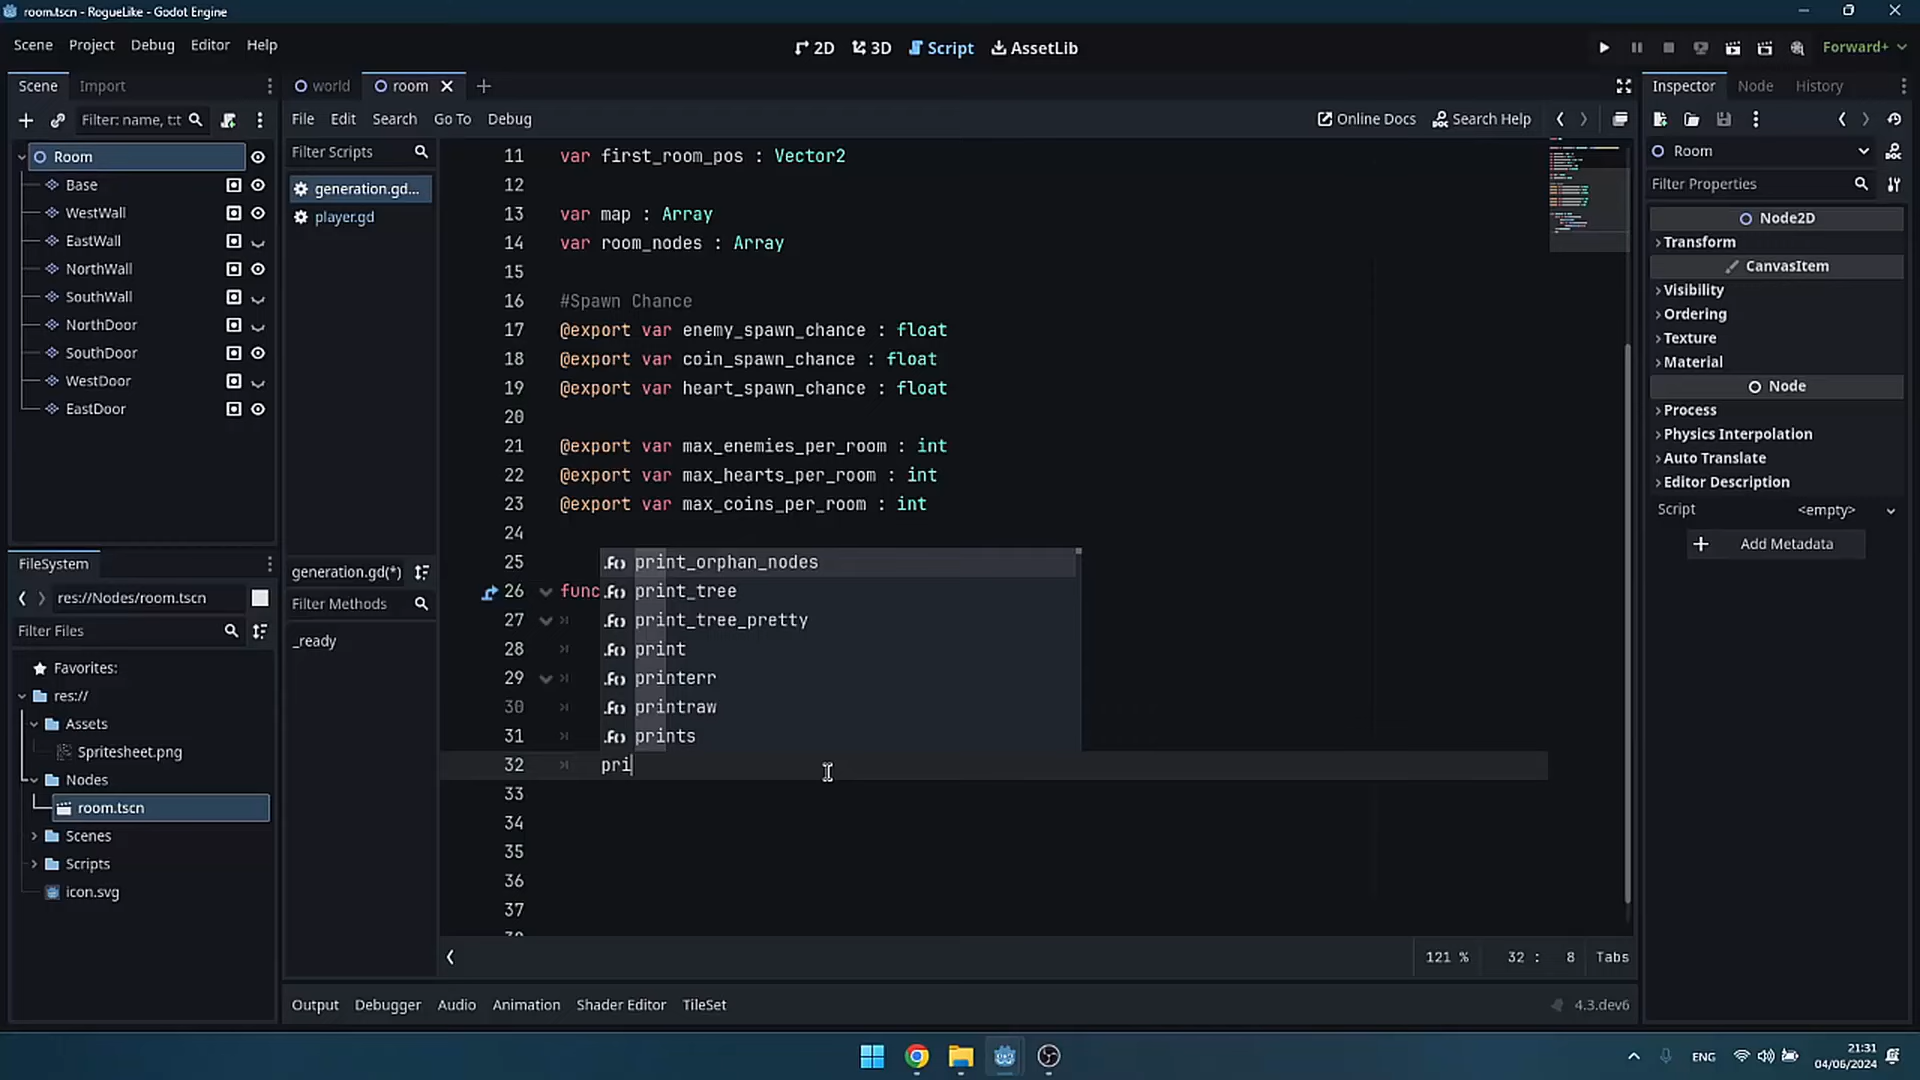 room.tscn - RogueLike - Godot Engine
Scene Project Debug Editor Help
2D 3D Script AssetLib
Forward+
Scene Import
Filter: name, t:t
Room
Base
WestWall
EastWall
NorthWall
SouthWall
NorthDoor
SouthDoor
WestDoor
EastDoor
FileSystem
res://Nodes/room.tscn
Filter Files
Favorites:
res://
Assets
Spritesheet.png
Nodes
room.tscn
Scenes
Scripts
icon.svg
world room
File Edit Search Go To Debug
Online Docs Search Help
Filter Scripts
generation.gd...
player.gd
generation.gd(*)
Filter Methods
_ready
11 var first_room_pos : Vector2
12
13 var map : Array
14 var room_nodes : Array
15
16 #Spawn Chance
17 @export var enemy_spawn_chance : float
18 @export var coin_spawn_chance : float
19 @export var heart_spawn_chance : float
20
21 @export var max_enemies_per_room : int
22 @export var max_hearts_per_room : int
23 @export var max_coins_per_room : int
24
25
26 func
27
28
29
30
31
32 pri
33
34
35
36
37
print_orphan_nodes
print_tree
print_tree_pretty
print
printerr
printraw
prints
121 % 32 : 8 Tabs
Output Debugger Audio Animation Shader Editor TileSet
4.3.dev6
Inspector Node History
Room
Filter Properties
Node2D
Transform
CanvasItem
Visibility
Ordering
Texture
Material
Node
Process
Physics Interpolation
Auto Translate
Editor Description
Script <empty>
Add Metadata
ENG
21:31
04/06/2024